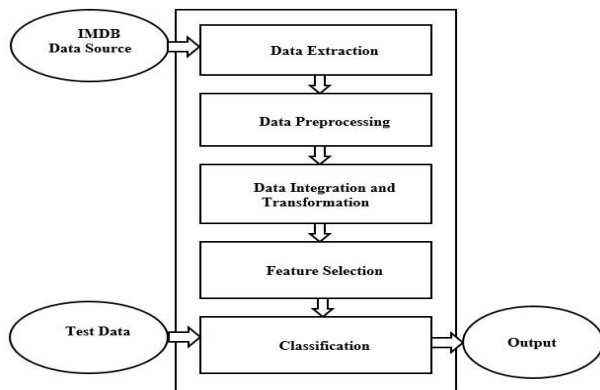 IMDB
Data Source
Data Extraction
Data Preprocessing
Data Integration and
Transformation
Feature Selection
Test Data
Classification
Output